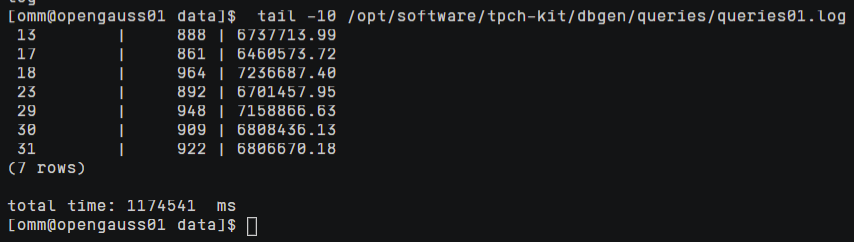 log
[omm@opengauss01 data]$  tail -10 /opt/software/tpch-kit/dbgen/queries/queries01.log
 13         |      888 | 6737713.99
 17         |      861 | 6460573.72
 18         |      964 | 7236687.40
 23         |      892 | 6701457.95
 29         |      948 | 7158866.63
 30         |      909 | 6808436.13
 31         |      922 | 6806670.18
(7 rows)

total time: 1174541  ms
[omm@opengauss01 data]$